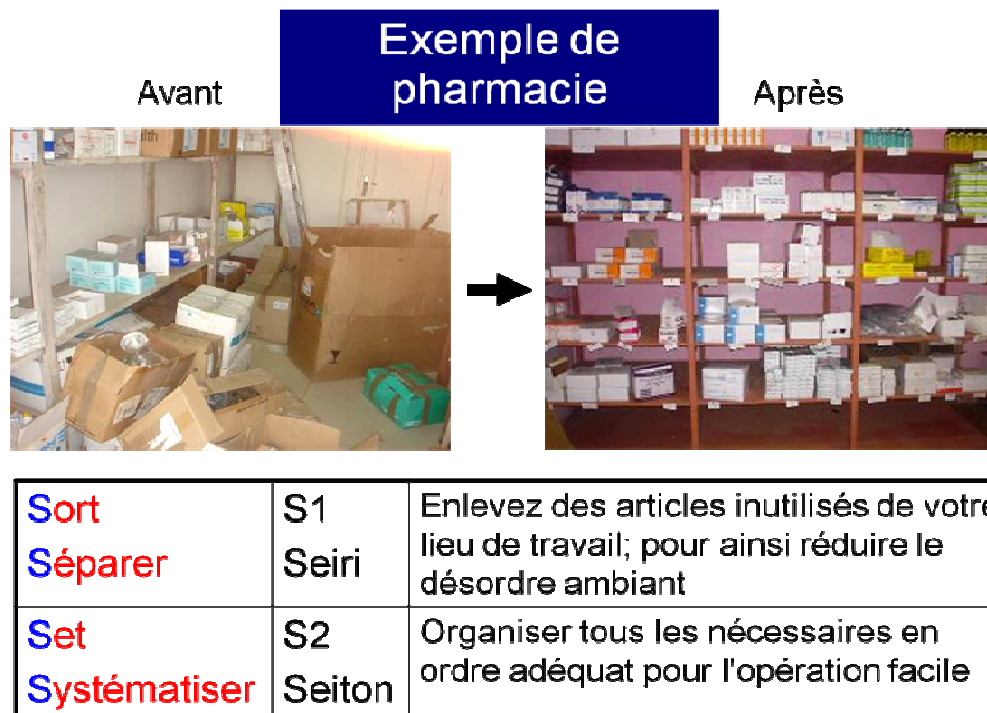 Exemple de
pharmacie
Avant
Après
Sort
Séparer
S1
Seiri
Enlevez des articles inutilisés de votre
lieu de travail; pour ainsi réduire le
désordre ambiant
Set
Systématiser
S2
Seiton
Organiser tous les nécessaires en
ordre adéquat pour l'opération facile